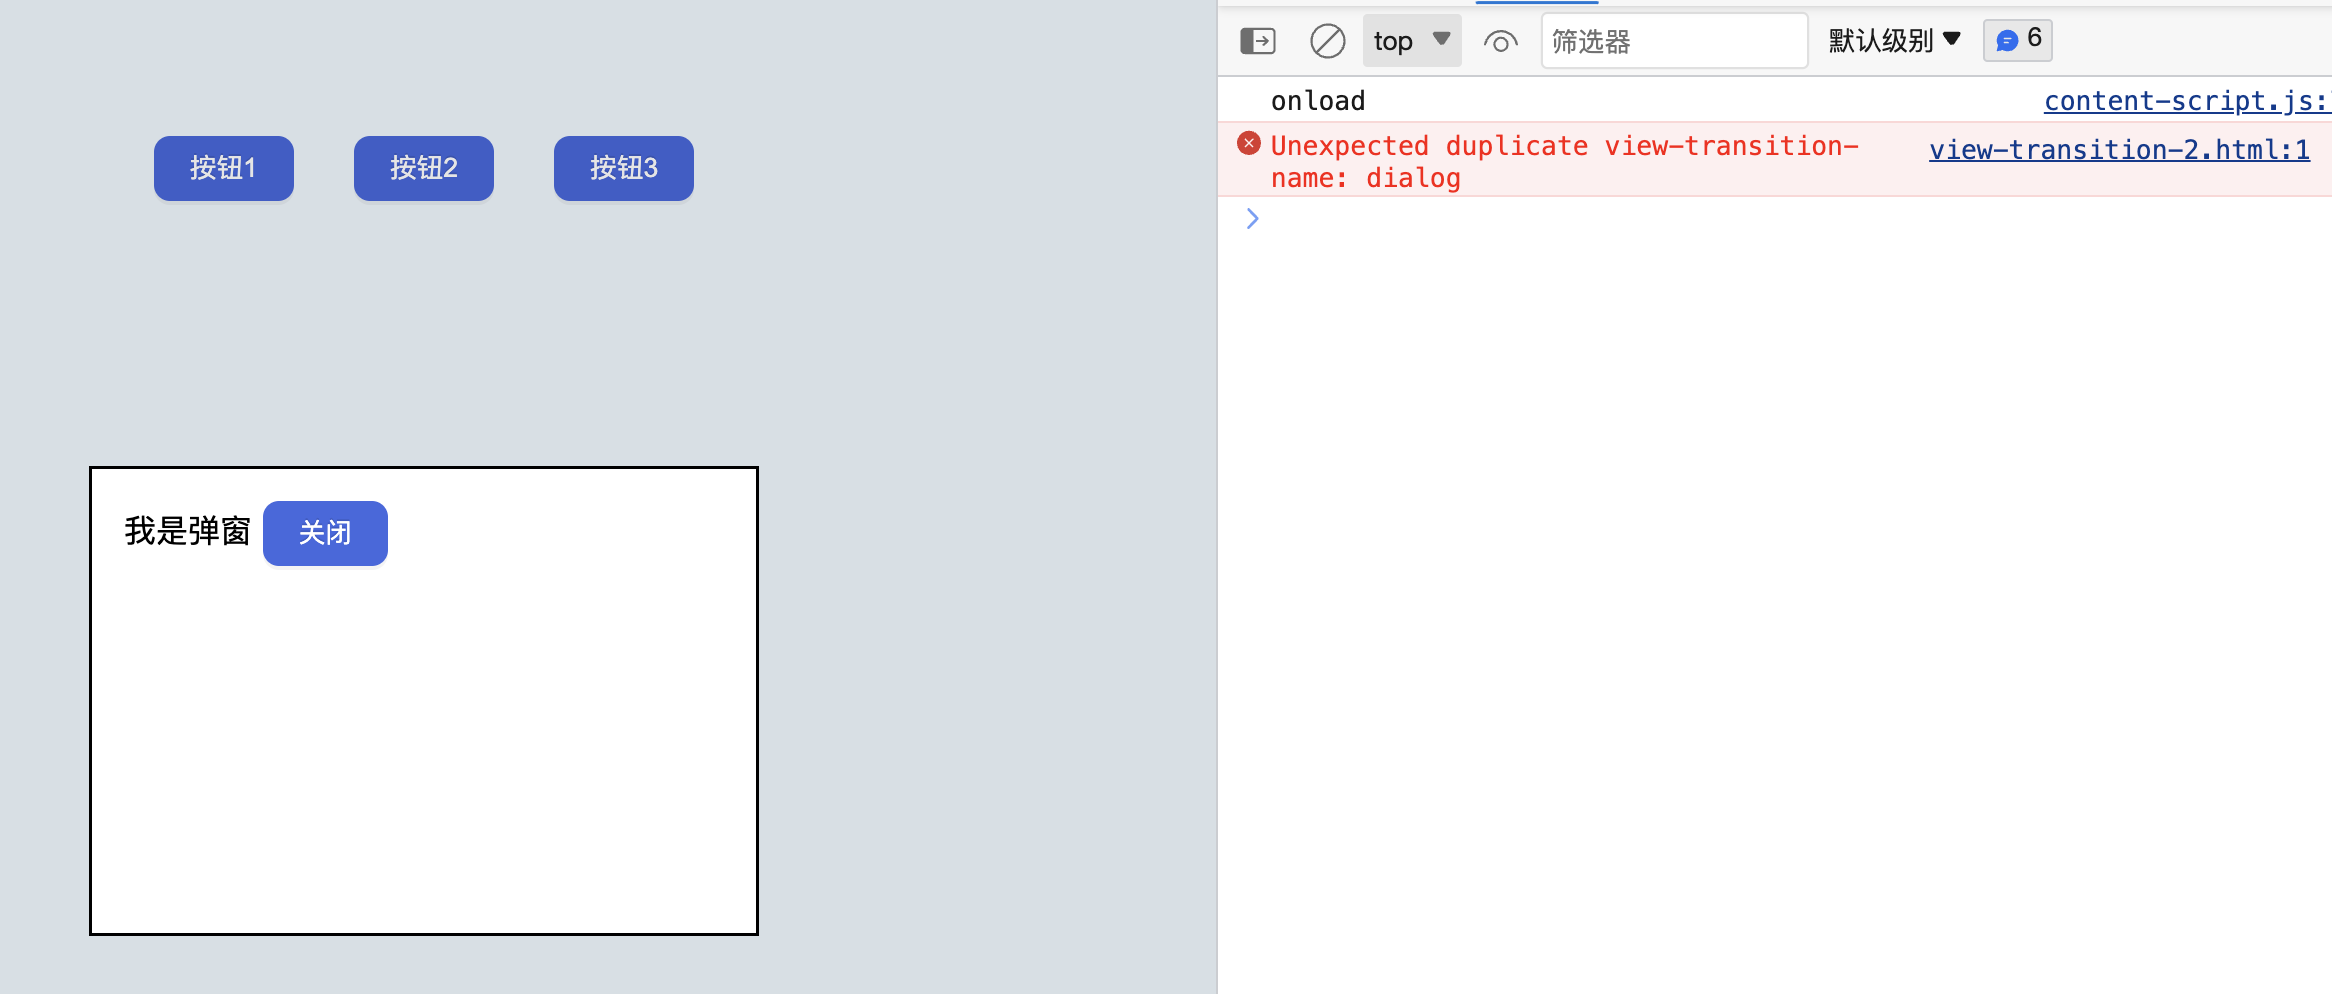 按钮1
按钮2
按钮3
我是弹窗
关闭
top
筛选器
默认级别
6
onload
content-script.js:
Unexpected duplicate view-transition-
name: dialog
view-transition-2.html:1